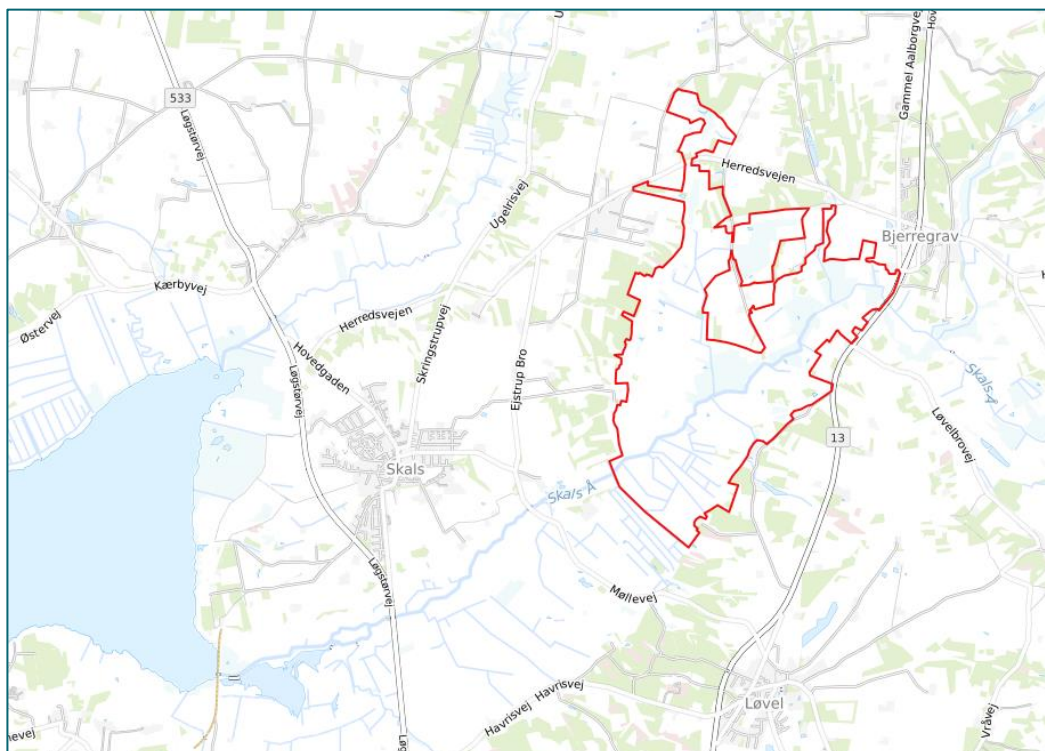 Gammel Aalborgvej
533
Løgstørvej
Herredsvejen
Ugelrisvej
Bjerregrav
Kærbyvej
Østervej
Herredsvejen
Hovedgaden
Skringstrupvej
Ejstrup Bro
Løgstørvej
Skals Å
Løvelbrovej
13
Skals
Skals Å
Løgstørvej
Møllevej
Havrisvej
Havrisvej
Løvel
Vråvej